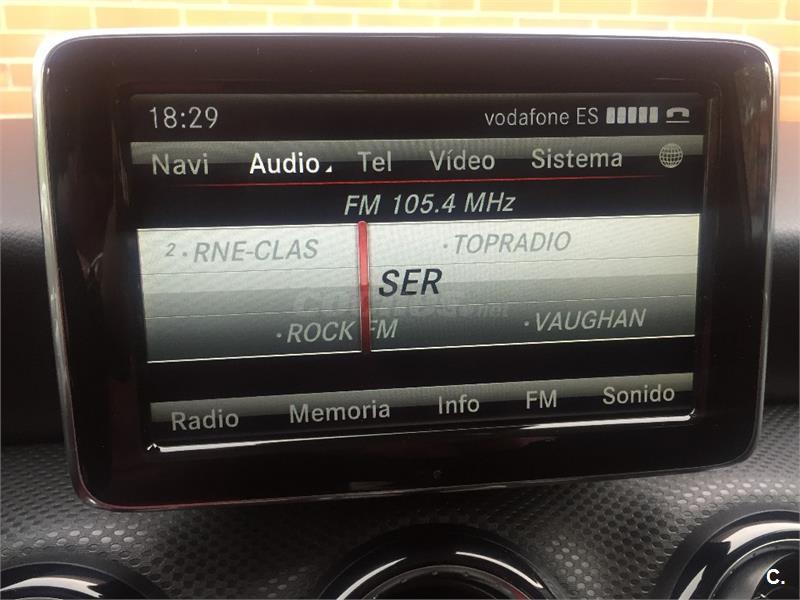 18:29 vodafone ES
Navi Audio Tel Vídeo Sistema
FM 105.4 MHz
2 · RNE-CLAS · TOPRADIO
SER
· ROCK FM · VAUGHAN
Radio Memoria Info FM Sonido
C.